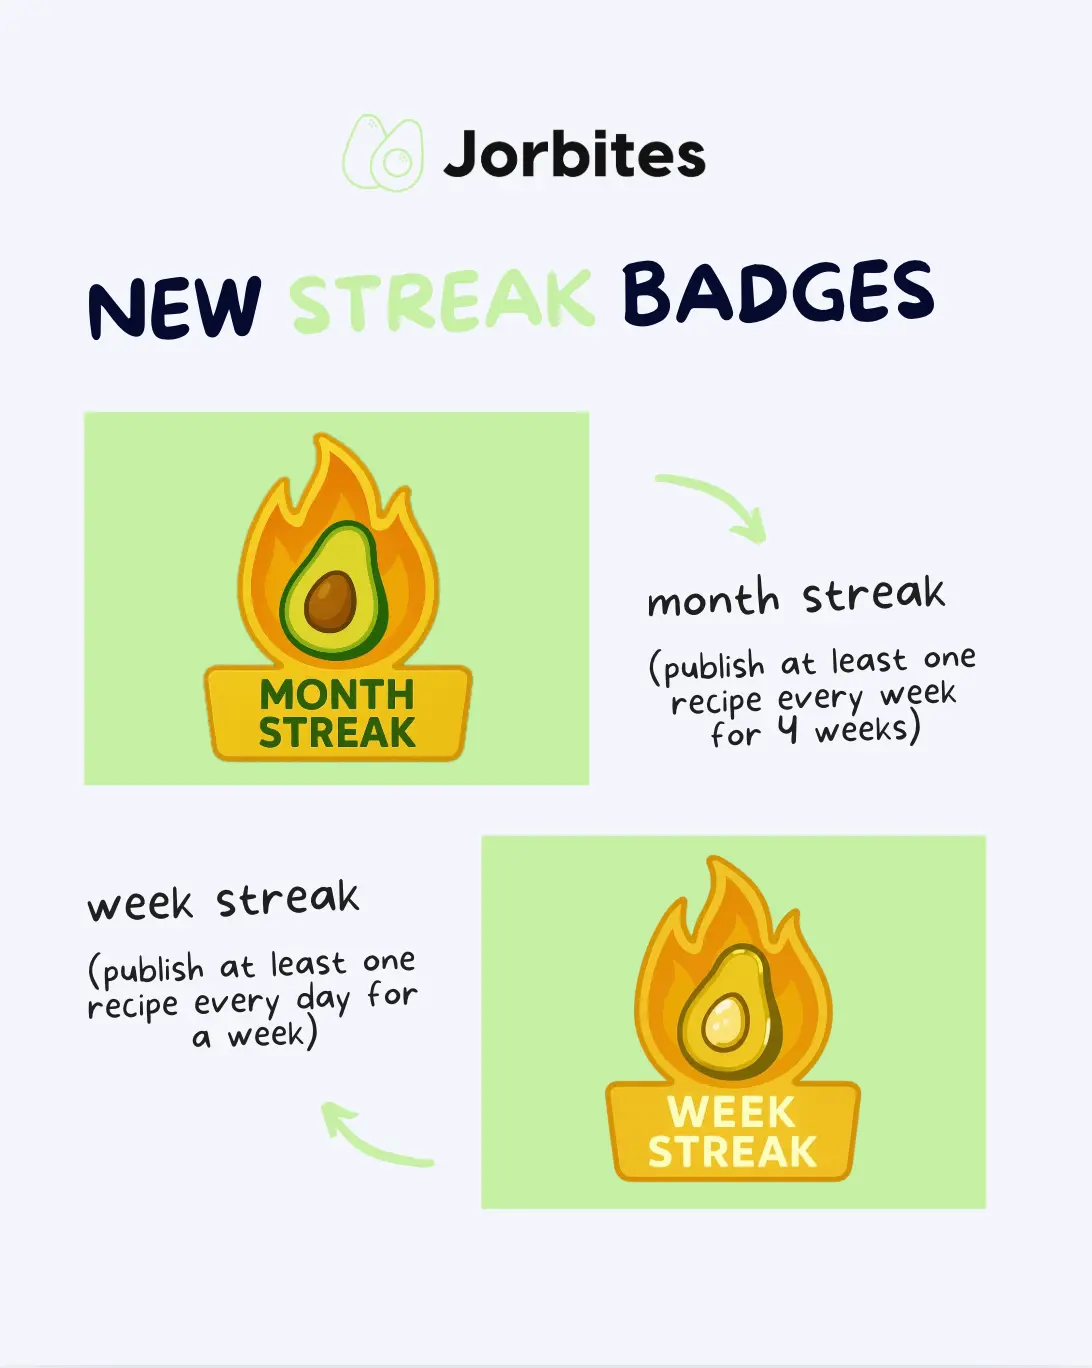 Jorbites
NEW STREAK BADGES
MONTH
STREAK
month streak
(publish at least one
recipe every week
for 4 weeks)
week streak
(publish at least one
recipe every day for
a week)
WEEK
STREAK